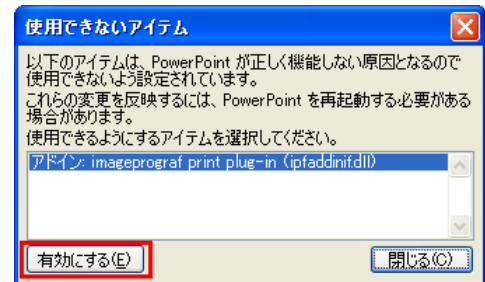 使用できないアイテム
以下のアイテムは、PowerPoint が正しく機能しない原因となるので
使用できないよう設定されています。
これらの変更を反映するには、PowerPoint を再起動する必要がある
場合があります。
使用できるようにするアイテムを選択してください。
アドイン: imageprograf print plug-in (ipfaddinif.dll)
有効にする(E)
閉じる(C)